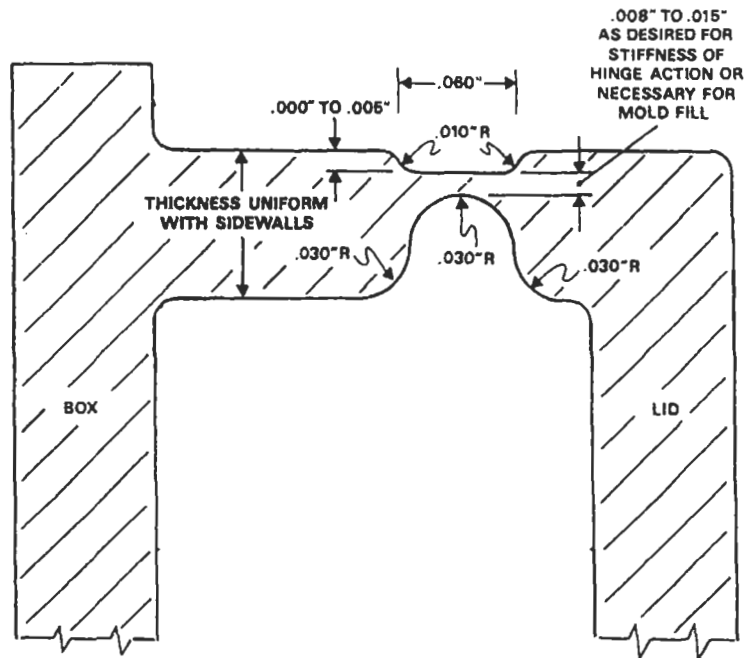 .008" TO .015"
AS DESIRED FOR
STIFFNESS OF
HINGE ACTION OR
NECESSARY FOR
MOLD FILL
.060"
.000" TO .005"
.010"R
THICKNESS UNIFORM
WITH SIDEWALLS
.030"R
.030"R
.030"R
BOX
LID